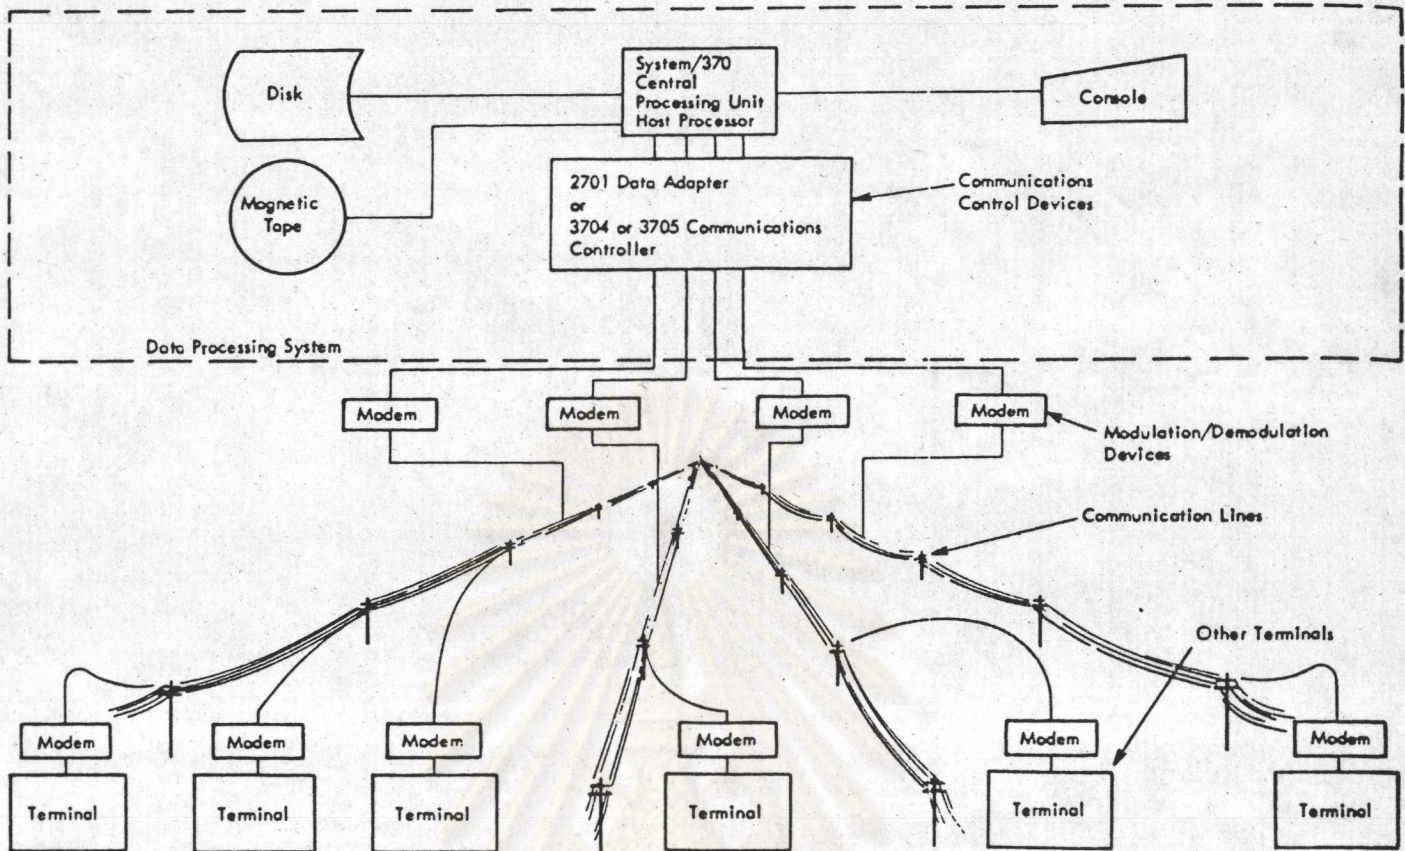 System/370
Central
Processing Unit
Host Processor
Disk
Console
Magnetic
Tape
2701 Data Adapter
or
3704 or 3705 Communications
Controller
Communications
Control Devices
Data Processing System
Modem
Modem
Modem
Modem
Modulation/Demodulation
Devices
Communication Lines
Other Terminals
Modem
Modem
Modem
Modem
Modem
Modem
Terminal
Terminal
Terminal
Terminal
Terminal
Terminal